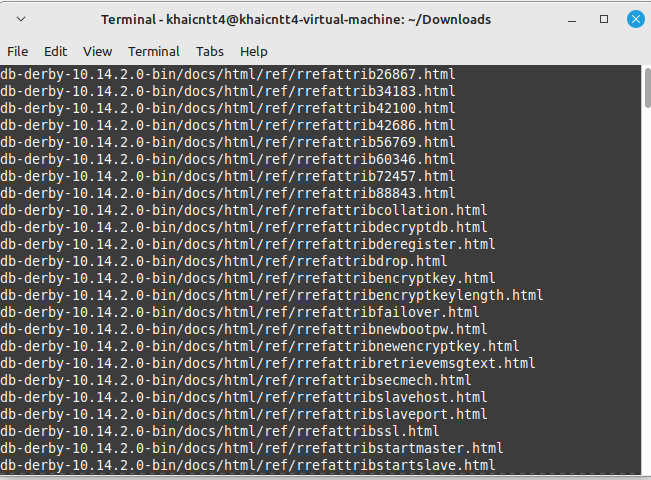 Terminal - khaicntt4@khaicntt4-virtual-machine: ~/Downloads
File Edit View Terminal Tabs Help
db-derby-10.14.2.0-bin/docs/html/ref/rrefattrib26867.html
db-derby-10.14.2.0-bin/docs/html/ref/rrefattrib34183.html
db-derby-10.14.2.0-bin/docs/html/ref/rrefattrib42100.html
db-derby-10.14.2.0-bin/docs/html/ref/rrefattrib42686.html
db-derby-10.14.2.0-bin/docs/html/ref/rrefattrib56769.html
db-derby-10.14.2.0-bin/docs/html/ref/rrefattrib60346.html
db-derby-10.14.2.0-bin/docs/html/ref/rrefattrib72457.html
db-derby-10.14.2.0-bin/docs/html/ref/rrefattrib88843.html
db-derby-10.14.2.0-bin/docs/html/ref/rrefattribcollation.html
db-derby-10.14.2.0-bin/docs/html/ref/rrefattribdecryptdb.html
db-derby-10.14.2.0-bin/docs/html/ref/rrefattribderegister.html
db-derby-10.14.2.0-bin/docs/html/ref/rrefattribdrop.html
db-derby-10.14.2.0-bin/docs/html/ref/rrefattribencryptkey.html
db-derby-10.14.2.0-bin/docs/html/ref/rrefattribencryptkeylength.html
db-derby-10.14.2.0-bin/docs/html/ref/rrefattribfailover.html
db-derby-10.14.2.0-bin/docs/html/ref/rrefattribnewbootpw.html
db-derby-10.14.2.0-bin/docs/html/ref/rrefattribnewencryptkey.html
db-derby-10.14.2.0-bin/docs/html/ref/rrefattribretrievemsgtext.html
db-derby-10.14.2.0-bin/docs/html/ref/rrefattribsecmech.html
db-derby-10.14.2.0-bin/docs/html/ref/rrefattribslavehost.html
db-derby-10.14.2.0-bin/docs/html/ref/rrefattribslaveport.html
db-derby-10.14.2.0-bin/docs/html/ref/rrefattribssl.html
db-derby-10.14.2.0-bin/docs/html/ref/rrefattribstartmaster.html
db-derby-10.14.2.0-bin/docs/html/ref/rrefattribstartslave.html